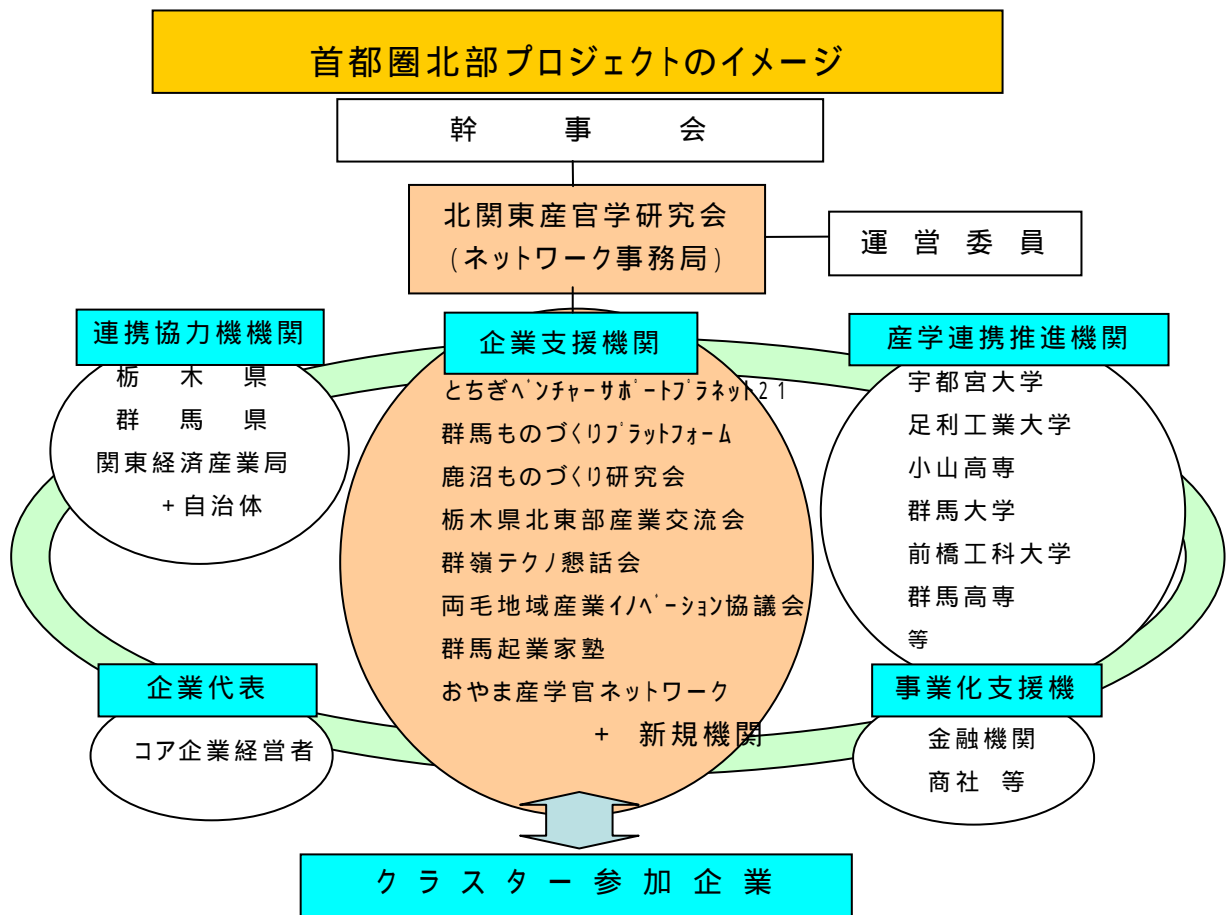 首都圏北部プロジェクトのイメージ
幹事会
北関東産官学研究会
(ネットワーク事務局)
運営委員
連携協力機機関
栃木県
群馬県
関東経済産業局
+自治体
企業支援機関
とちぎベンチャーサポートプラネット21
群馬ものづくりプラットフォーム
鹿沼ものづくり研究会
栃木県北東部産業交流会
群嶺テクノ懇話会
両毛地域産業イノベーション協議会
群馬起業家塾
おやま産学官ネットワーク
+ 新規機関
産学連携推進機関
宇都宮大学
足利工業大学
小山高専
群馬大学
前橋工科大学
群馬高専
等
企業代表
コア企業経営者
事業化支援機
金融機関
商社 等
クラスター参加企業